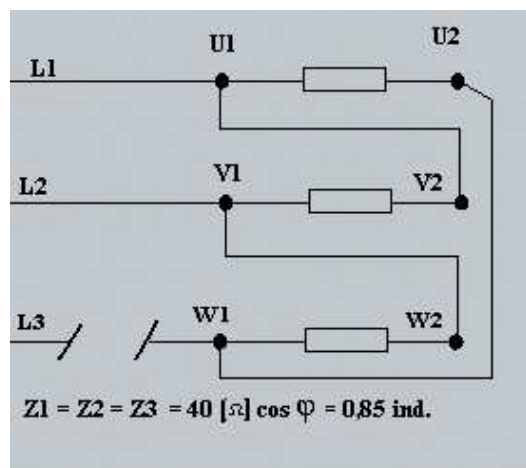 U1
U2
L1
V1
V2
L2
W1
W2
L3
Z1 = Z2 = Z3 = 40 [Ω] cos φ = 0,85 ind.